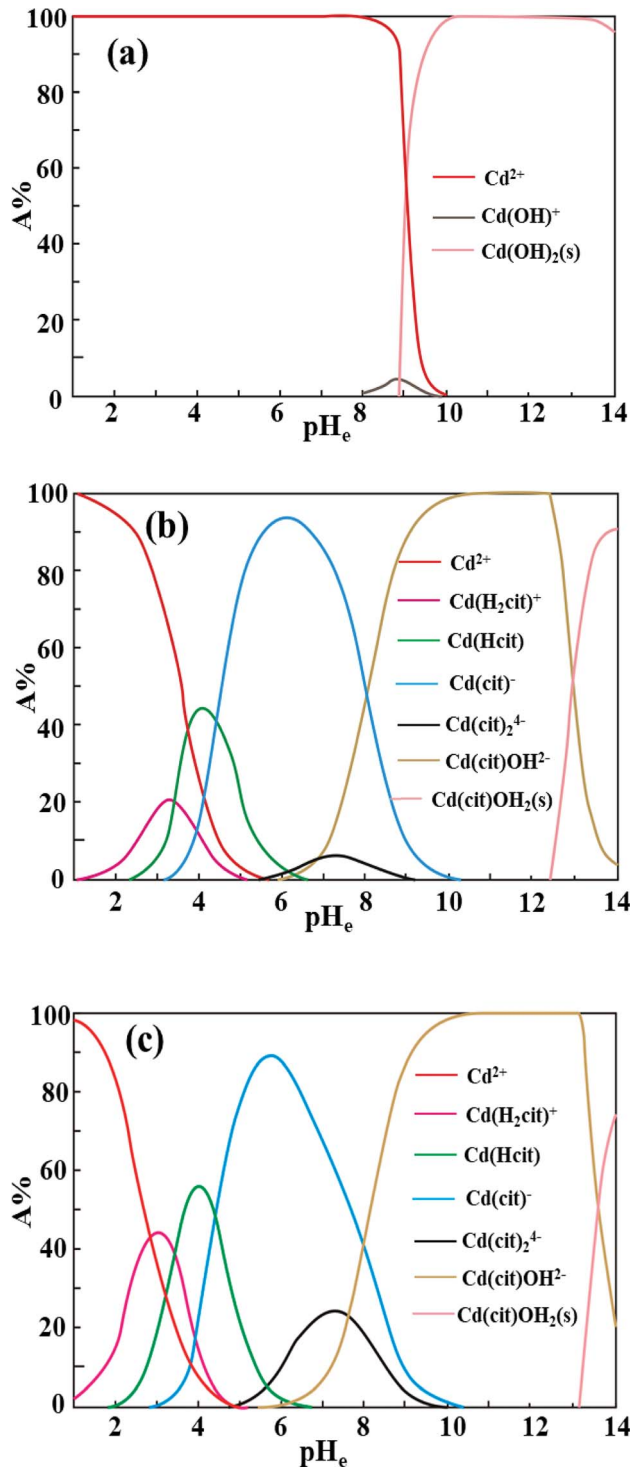 100
(a)
80
60
Cd²⁺
Cd(OH)⁺
40
Cd(OH)₂(s)
20
0
A%
2 4 6 8 10 12 14
pHₑ
100
(b)
80
Cd²⁺
Cd(H₂cit)⁺
60
Cd(Hcit)
Cd(cit)⁻
40
Cd(cit)₂⁴⁻
Cd(cit)OH²⁻
20
Cd(cit)OH₂(s)
0
A%
2 4 6 8 10 12 14
pHₑ
100
(c)
80
Cd²⁺
Cd(H₂cit)⁺
60
Cd(Hcit)
Cd(cit)⁻
40
Cd(cit)₂⁴⁻
Cd(cit)OH²⁻
20
Cd(cit)OH₂(s)
0
A%
2 4 6 8 10 12 14
pHₑ